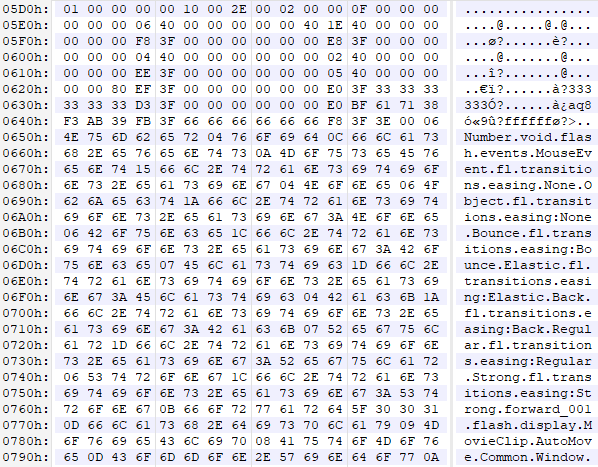 05D0h: 01 00 00 00 00 10 00 2E 00 02 00 00 0F 00 00 00 ................
05E0h: 00 00 00 06 40 00 00 00 00 00 40 1E 40 00 00 00 ....@.....@.@...
05F0h: 00 00 00 F8 3F 00 00 00 00 00 00 E8 3F 00 00 00 ...ø?......è?...
0600h: 00 00 00 04 40 00 00 00 00 00 00 02 40 00 00 00 ....@.......@...
0610h: 00 00 00 EE 3F 00 00 00 00 00 00 05 40 00 00 00 ...î?.......@...
0620h: 00 00 80 EF 3F 00 00 00 00 00 00 E0 3F 33 33 33 ..€ï?......à?333
0630h: 33 33 33 D3 3F 00 00 00 00 00 00 E0 BF 61 71 38 333Ó?......à¿aq8
0640h: F3 AB 39 FB 3F 66 66 66 66 66 66 F8 3F 3E 00 06 ó«9û?ffffffø?>..
0650h: 4E 75 6D 62 65 72 04 76 6F 69 64 0C 66 6C 61 73 Number.void.flas
0660h: 68 2E 65 76 65 6E 74 73 0A 4D 6F 75 73 65 45 76 h.events.MouseEv
0670h: 65 6E 74 15 66 6C 2E 74 72 61 6E 73 69 74 69 6F ent.fl.transitio
0680h: 6E 73 2E 65 61 73 69 6E 67 04 4E 6F 6E 65 06 4F ns.easing.None.O
0690h: 62 6A 65 63 74 1A 66 6C 2E 74 72 61 6E 73 69 74 bject.fl.transit
06A0h: 69 6F 6E 73 2E 65 61 73 69 6E 67 3A 4E 6F 6E 65 ions.easing:None
06B0h: 06 42 6F 75 6E 63 65 1C 66 6C 2E 74 72 61 6E 73 .Bounce.fl.trans
06C0h: 69 74 69 6F 6E 73 2E 65 61 73 69 6E 67 3A 42 6F itions.easing:Bo
06D0h: 75 6E 63 65 07 45 6C 61 73 74 69 63 1D 66 6C 2E unce.Elastic.fl.
06E0h: 74 72 61 6E 73 69 74 69 6F 6E 73 2E 65 61 73 69 transitions.easi
06F0h: 6E 67 3A 45 6C 61 73 74 69 63 04 42 61 63 6B 1A ng:Elastic.Back.
0700h: 66 6C 2E 74 72 61 6E 73 69 74 69 6F 6E 73 2E 65 fl.transitions.e
0710h: 61 73 69 6E 67 3A 42 61 63 6B 07 52 65 67 75 6C asing:Back.Regul
0720h: 61 72 1D 66 6C 2E 74 72 61 6E 73 69 74 69 6F 6E ar.fl.transition
0730h: 73 2E 65 61 73 69 6E 67 3A 52 65 67 75 6C 61 72 s.easing:Regular
0740h: 06 53 74 72 6F 6E 67 1C 66 6C 2E 74 72 61 6E 73 .Strong.fl.trans
0750h: 69 74 69 6F 6E 73 2E 65 61 73 69 6E 67 3A 53 74 itions.easing:St
0760h: 72 6F 6E 67 0B 66 6F 72 77 61 72 64 5F 30 30 31 rong.forward_001
0770h: 0D 66 6C 61 73 68 2E 64 69 73 70 6C 61 79 09 4D .flash.display.M
0780h: 6F 76 69 65 43 6C 69 70 08 41 75 74 6F 4D 6F 76 ovieClip.AutoMov
0790h: 65 0D 43 6F 6D 6D 6F 6E 2E 57 69 6E 64 6F 77 0A e.Common.Window.